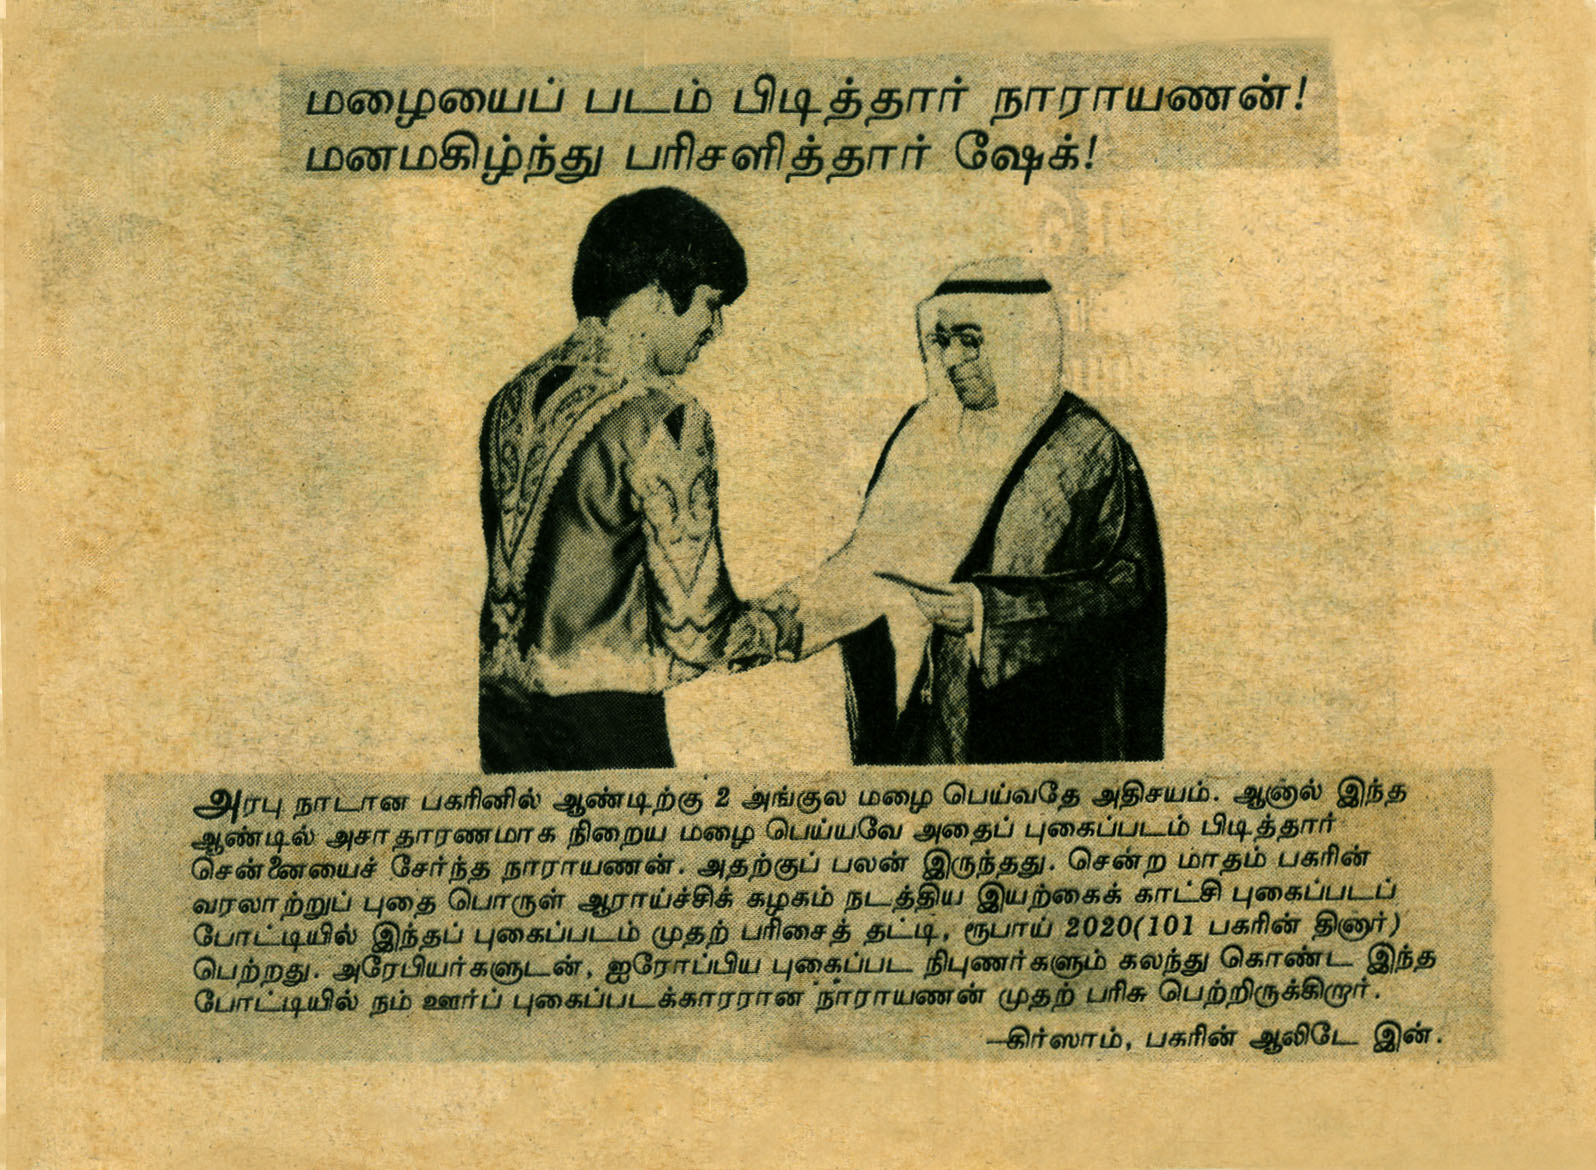 மழையைப் படம் பிடித்தார் நாராயணன்!
மனமகிழ்ந்து பரிசளித்தார் ஷேக்!
அரபு நாடான பகரினில் ஆண்டிற்கு 2 அங்குல மழை பெய்வதே அதிசயம். ஆனால் இந்த
ஆண்டில் அசாதாரணமாக நிறைய மழை பெய்யவே அதைப் புகைப்படம் பிடித்தார்
சென்னையைச் சேர்ந்த நாராயணன். அதற்குப் பலன் இருந்தது. சென்ற மாதம் பகரின்
வரலாற்றுப் புதை பொருள் ஆராய்ச்சிக் கழகம் நடத்திய இயற்கைக் காட்சி புகைப்படப்
போட்டியில் இந்தப் புகைப்படம் முதற் பரிசைத் தட்டி, ரூபாய் 2020(101 பகரின் தினார்)
பெற்றது. அரேபியர்களுடன், ஐரோப்பிய புகைப்பட நிபுணர்களும் கலந்து கொண்ட இந்த
போட்டியில் நம் ஊர்ப் புகைப்படக்காரரான நாராயணன் முதற் பரிசு பெற்றிருக்கிறார்.
—கிர்ஸாம், பகரின் ஆலிடே இன்.